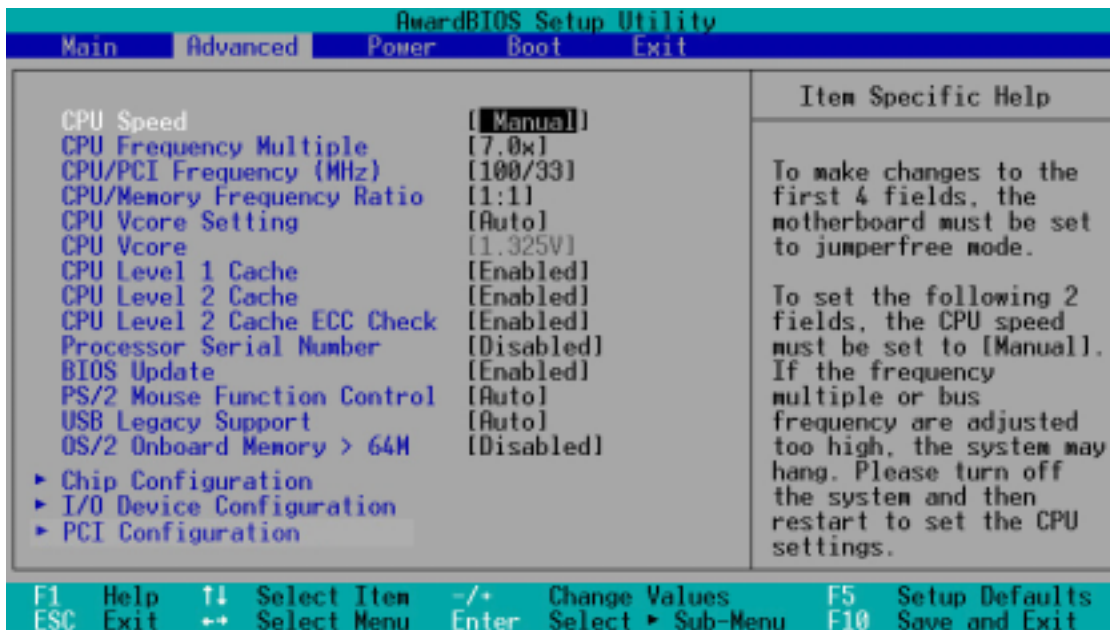 AwardBIOS Setup Utility
Main Advanced Power Boot Exit
CPU Speed [ Manual]
CPU Frequency Multiple [7.0x]
CPU/PCI Frequency (MHz) [100/33]
CPU/Memory Frequency Ratio [1:1]
CPU Vcore Setting [Auto]
CPU Vcore [1.325V]
CPU Level 1 Cache [Enabled]
CPU Level 2 Cache [Enabled]
CPU Level 2 Cache ECC Check [Enabled]
Processor Serial Number [Disabled]
BIOS Update [Enabled]
PS/2 Mouse Function Control [Auto]
USB Legacy Support [Auto]
OS/2 Onboard Memory > 64M [Disabled]
► Chip Configuration
► I/O Device Configuration
► PCI Configuration
Item Specific Help
To make changes to the
first 4 fields, the
motherboard must be set
to jumperfree mode.
To set the following 2
fields, the CPU speed
must be set to [Manual].
If the frequency
multiple or bus
frequency are adjusted
too high, the system may
hang. Please turn off
the system and then
restart to set the CPU
settings.
F1 Help ↑↓ Select Item -/+ Change Values F5 Setup Defaults
ESC Exit ←→ Select Menu Enter Select ► Sub-Menu F10 Save and Exit